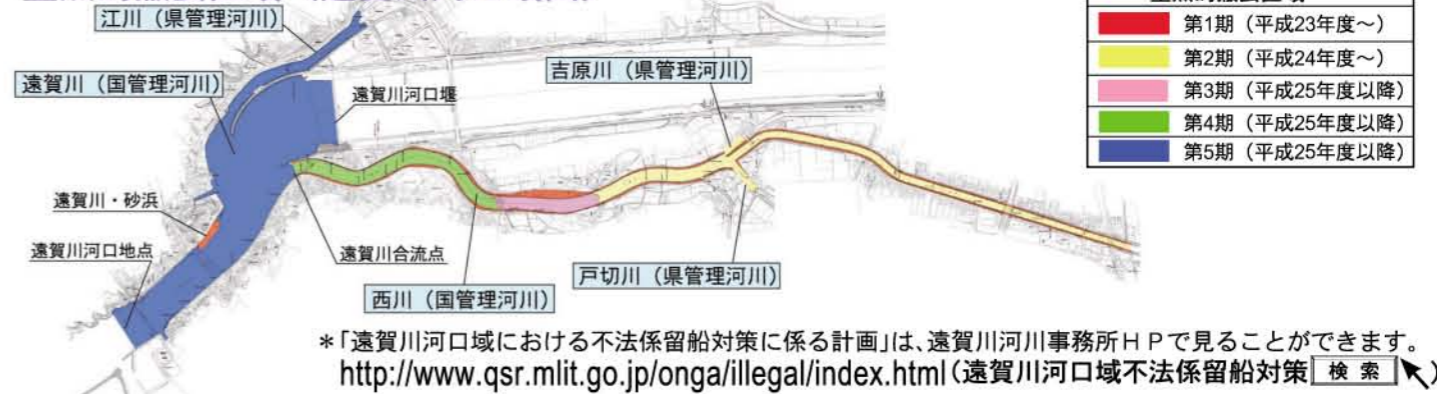 江川（県管理河川）
遠賀川（国管理河川）
遠賀川河口堰
吉原川（県管理河川）
遠賀川・砂浜
遠賀川河口地点
遠賀川合流点
西川（国管理河川）
戸切川（県管理河川）
第1期（平成23年度～）
第2期（平成24年度～）
第3期（平成25年度以降）
第4期（平成25年度以降）
第5期（平成25年度以降）
＊「遠賀川河口域における不法係留船対策に係る計画」は、遠賀川河川事務所ＨＰで見ることができます。
http://www.qsr.mlit.go.jp/onga/illegal/index.html（遠賀川河口域不法係留船対策 検 索 ）